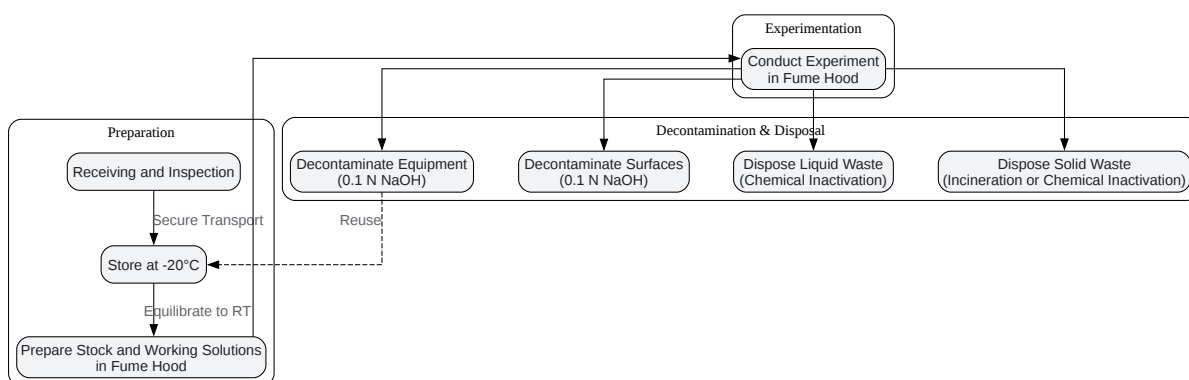 Experimentation
Conduct Experiment
in Fume Hood
Preparation
Receiving and Inspection
Secure Transport
Store at -20°C
Equilibrate to RT
Prepare Stock and Working Solutions
in Fume Hood
Decontamination & Disposal
Decontaminate Equipment
(0.1 N NaOH)
Decontaminate Surfaces
(0.1 N NaOH)
Dispose Liquid Waste
(Chemical Inactivation)
Dispose Solid Waste
(Incineration or Chemical Inactivation)
Reuse